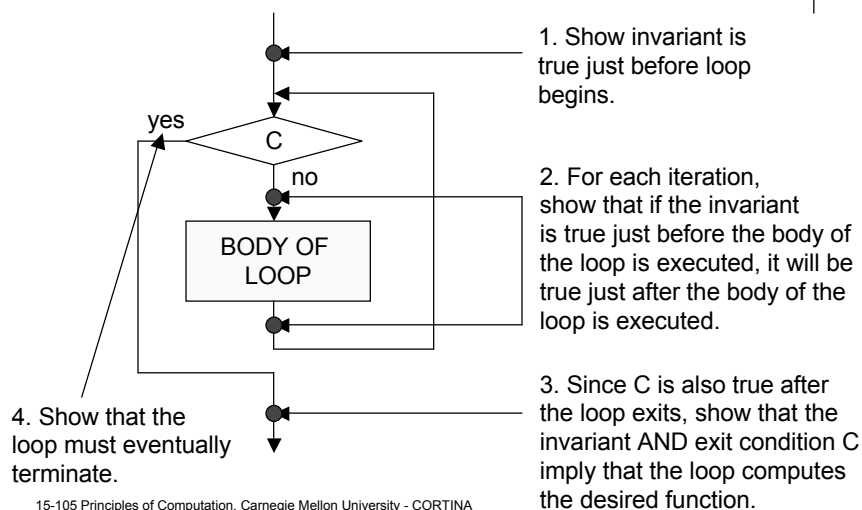 1. Show invariant is
true just before loop
begins.
yes
C
no
2. For each iteration,
show that if the invariant
is true just before the body of
the loop is executed, it will be
true just after the body of the
loop is executed.
BODY OF
LOOP
3. Since C is also true after
the loop exits, show that the
invariant AND exit condition C
imply that the loop computes
the desired function.
4. Show that the
loop must eventually
terminate.
15-105 Principles of Computation, Carnegie Mellon University - CORTINA